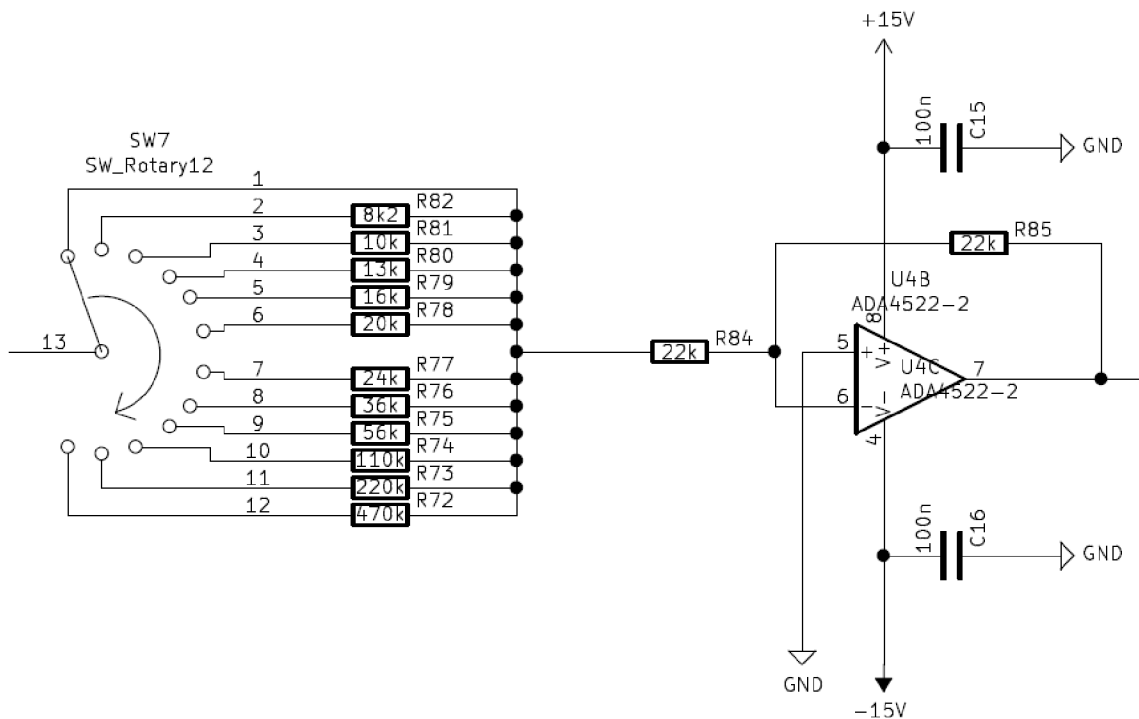 +15V
100n
C15
GND
SW7
SW_Rotary12
1
2
8k2
R82
3
10k
R81
4
13k
R80
5
16k
R79
6
20k
R78
13
7
24k
R77
8
36k
R76
9
56k
R75
10
110k
R74
11
220k
R73
12
470k
R72
22k
R84
22k
R85
U4B
ADA4522-2
8
5
+
V+
U4C
ADA4522-2
7
6
-
V-
4
100n
C16
GND
GND
-15V